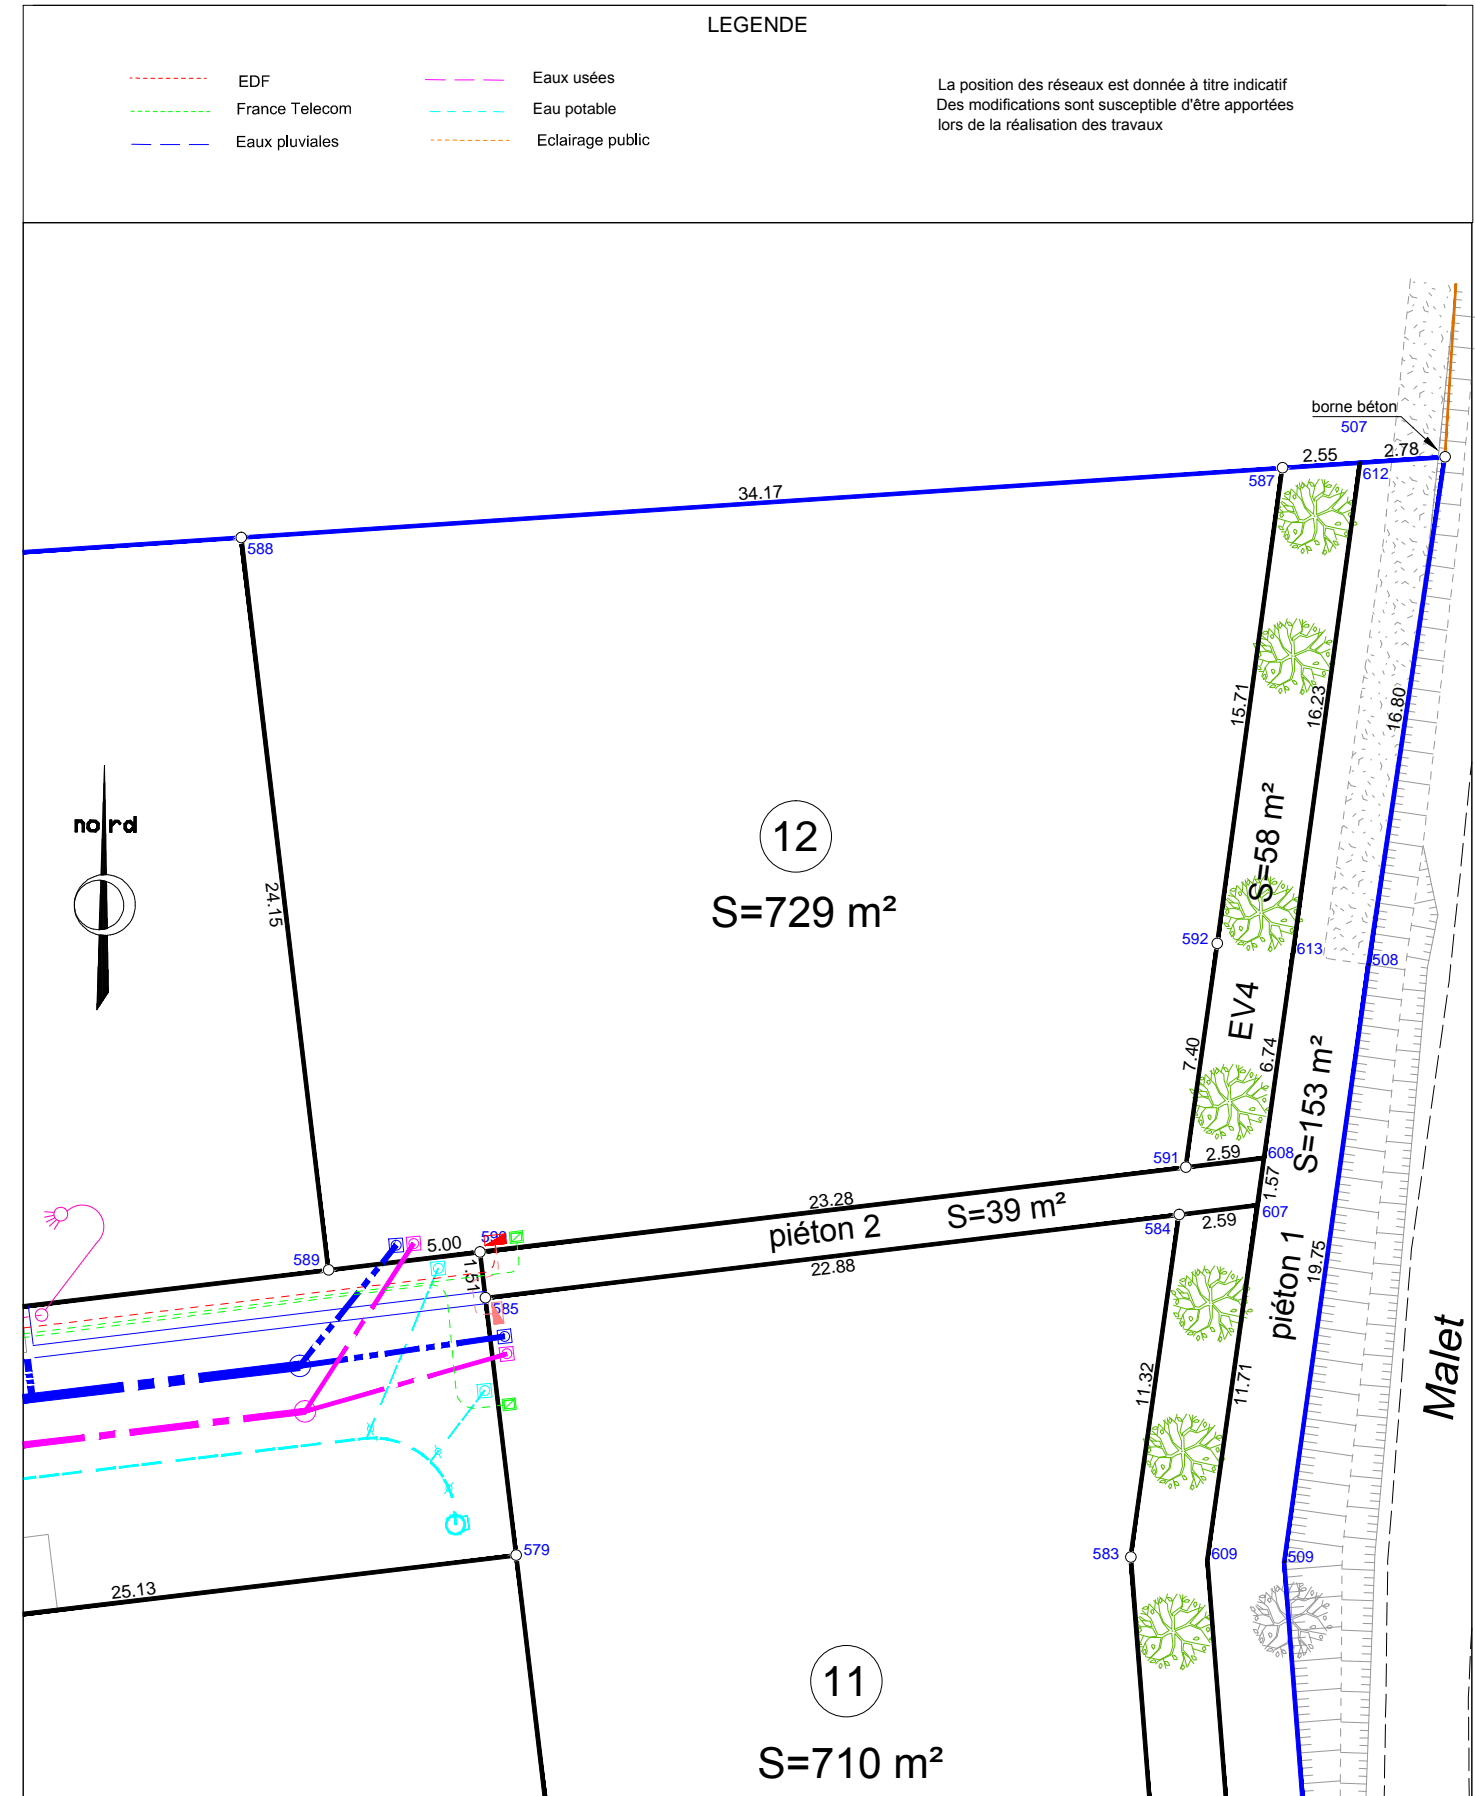 LEGENDE
EDF
Eaux usées
France Telecom
Eau potable
Eaux pluviales
Eclairage public
La position des réseaux est donnée à titre indicatif
Des modifications sont susceptible d'être apportées
lors de la réalisation des travaux
borne béton
507
2.55
2.78
587
612
34.17
588
15.71
16.23
16.80
nord
12
S=729 m²
24.15
S=58 m²
592
613
508
EV4
7.40
6.74
S=153 m²
591
2.59
608
1.57
23.28
piéton 2
S=39 m²
584
2.59
607
589
5.00
1.51
585
22.88
piéton 1
19.75
Malet
11.32
11.71
579
583
609
509
25.13
11
S=710 m²